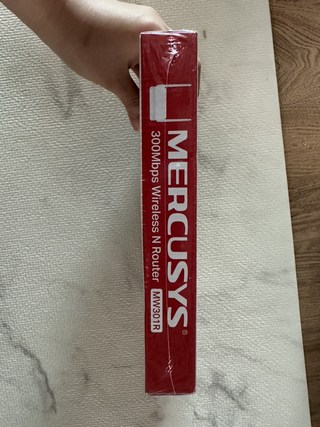 MERCUSYS®
300Mbps Wireless N Router MW301R